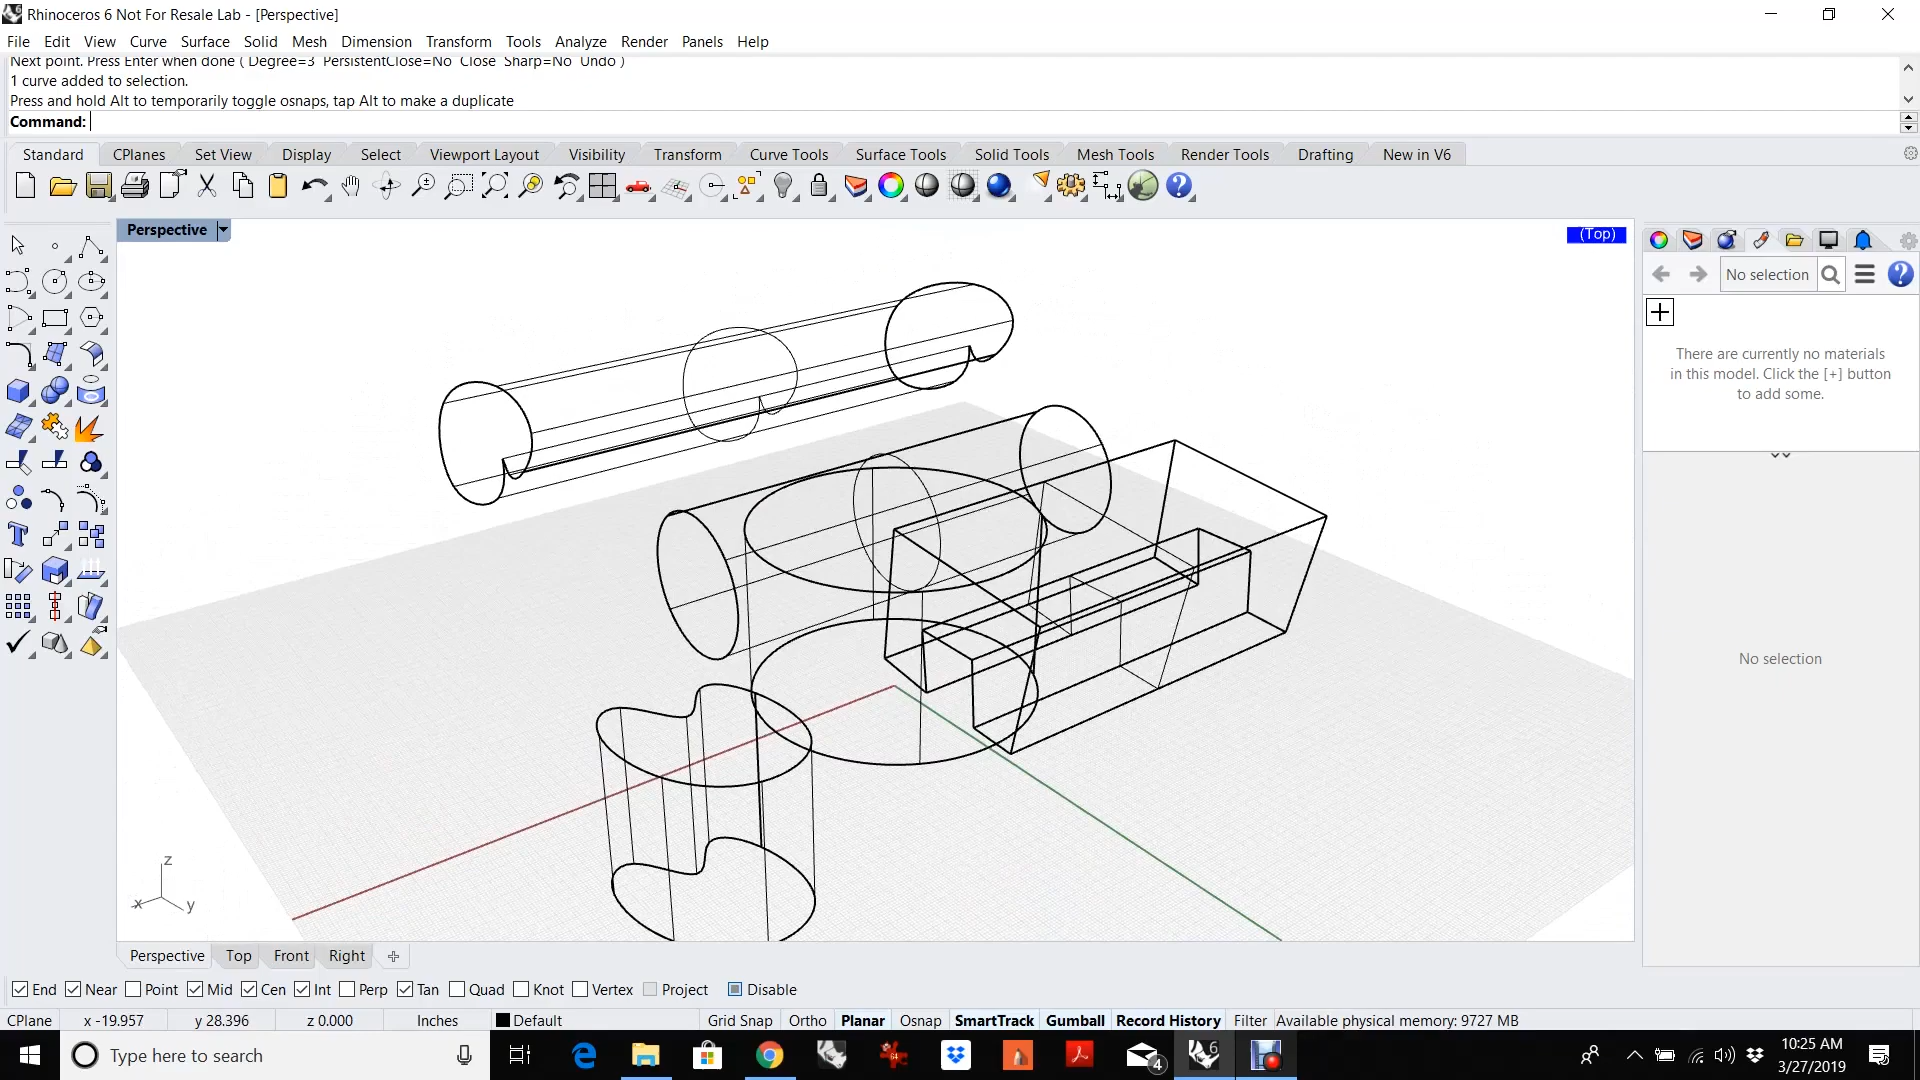 Rhinoceros 6 Not For Resale Lab - [Perspective]
File Edit View Curve Surface Solid Mesh Dimension Transform Tools Analyze Render Panels Help
Next point. Press Enter when done ( Degree=3 PersistentClose=No Close Sharp=No Undo )
1 curve added to selection.
Press and hold Alt to temporarily toggle osnaps, tap Alt to make a duplicate
Command:
Standard CPlanes Set View Display Select Viewport Layout Visibility Transform Curve Tools Surface Tools Solid Tools Mesh Tools Render Tools Drafting New in V6
Perspective
(Top)
No selection
There are currently no materials
in this model. Click the [+] button
to add some.
No selection
z
x y
Perspective Top Front Right
End Near Point Mid Cen Int Perp Tan Quad Knot Vertex Project Disable
CPlane x -19.957 y 28.396 z 0.000 Inches Default Grid Snap Ortho Planar Osnap SmartTrack Gumball Record History Filter Available physical memory: 9727 MB
Type here to search
4
6
10:25 AM
3/27/2019